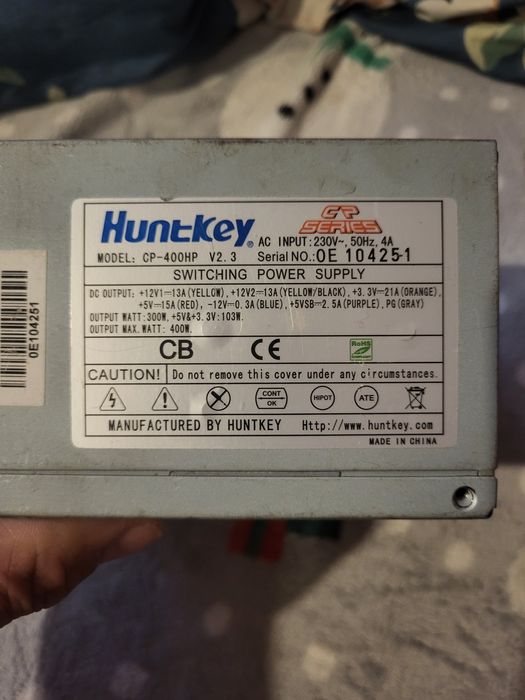 Huntkey®
CP SERIES
AC INPUT:230V~, 50Hz, 4A
MODEL: CP-400HP V2.3 Serial NO.:0E 10425-1
SWITCHING POWER SUPPLY
DC OUTPUT: +12V1⎓13A(YELLOW), +12V2⎓13A(YELLOW/BLACK), +3.3V⎓21A(ORANGE),
+5V⎓15A(RED), -12V⎓0.3A(BLUE), +5VSB⎓2.5A(PURPLE), PG(GRAY)
OUTPUT WATT:300W, +5V&+3.3V:103W.
OUTPUT MAX.WATT: 400W.
CB CE RoHS
CAUTION! Do not remove this cover under any circumstances.
CONT OK HIPOT ATE
MANUFACTURED BY HUNTKEY Http://www.huntkey.com
MADE IN CHINA
0E104251